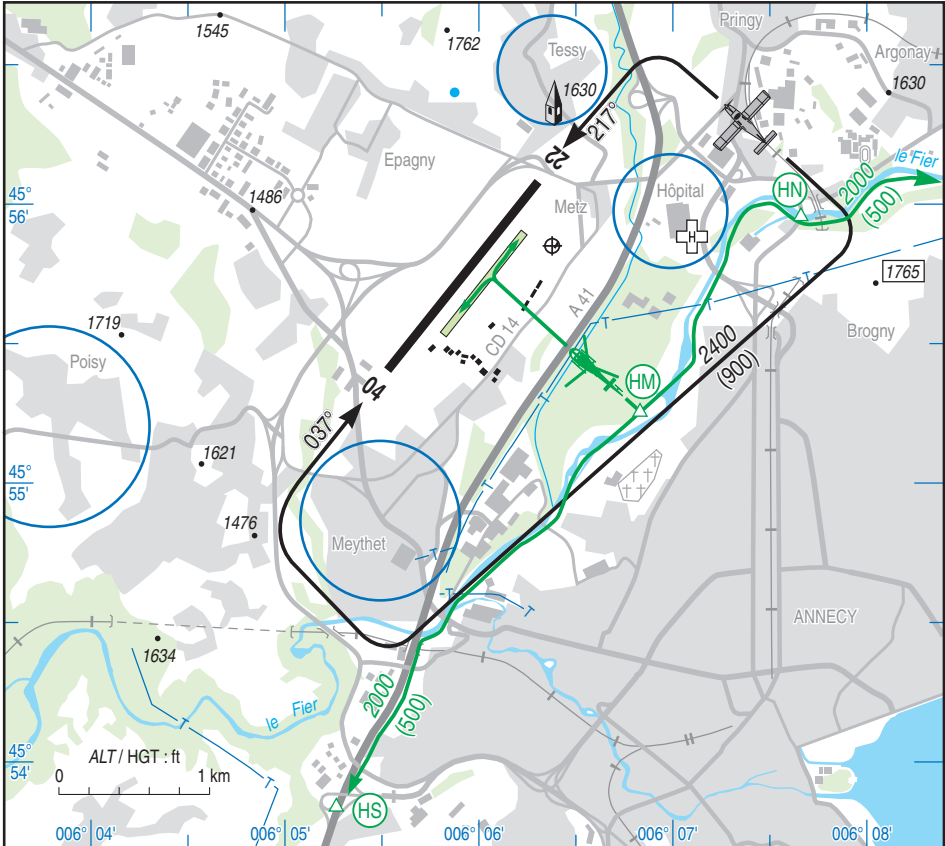 1545
1762
Tessy
Pringy
Argonay
1630
1630
217°
22
Epagny
le Fier
2000
(500)
HN
1486
45°
56'
Metz
Hôpital
H
1765
A 41
CD 14
Brogny
1719
Poisy
2400
(900)
HM
04
037°
1621
45°
55'
1476
Meythet
ANNECY
1634
le Fier
2000
(500)
45°
54'
ALT / HGT : ft
0 1 km
HS
006° 04' 006° 05' 006° 06' 006° 07' 006° 08'